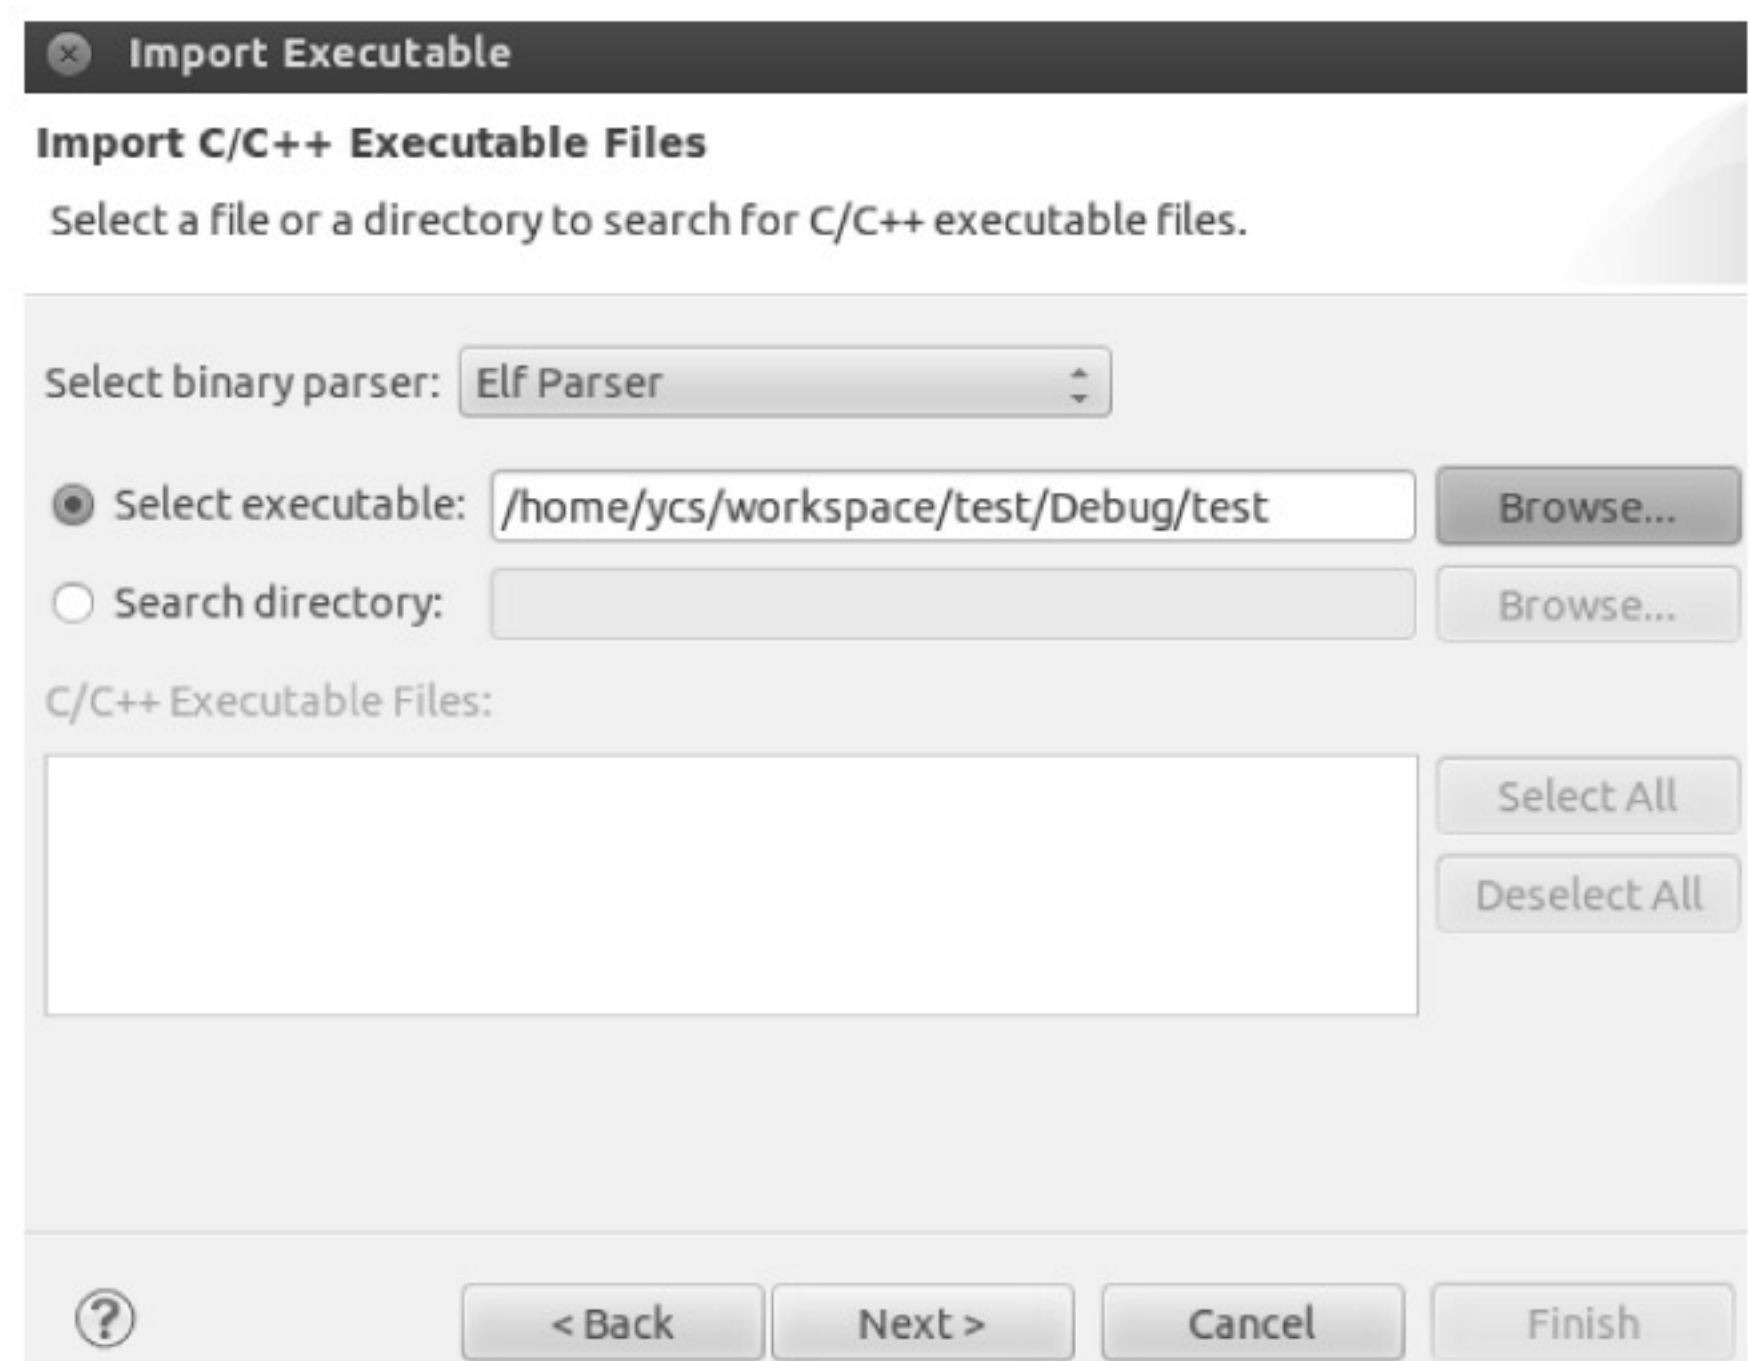 Import Executable
Import C/C++ Executable Files
Select a file or a directory to search for C/C++ executable files.
Select binary parser: Elf Parser
Select executable: /home/ycs/workspace/test/Debug/test Browse...
Search directory: Browse...
C/C++ Executable Files:
Select All
Deselect All
? < Back Next > Cancel Finish